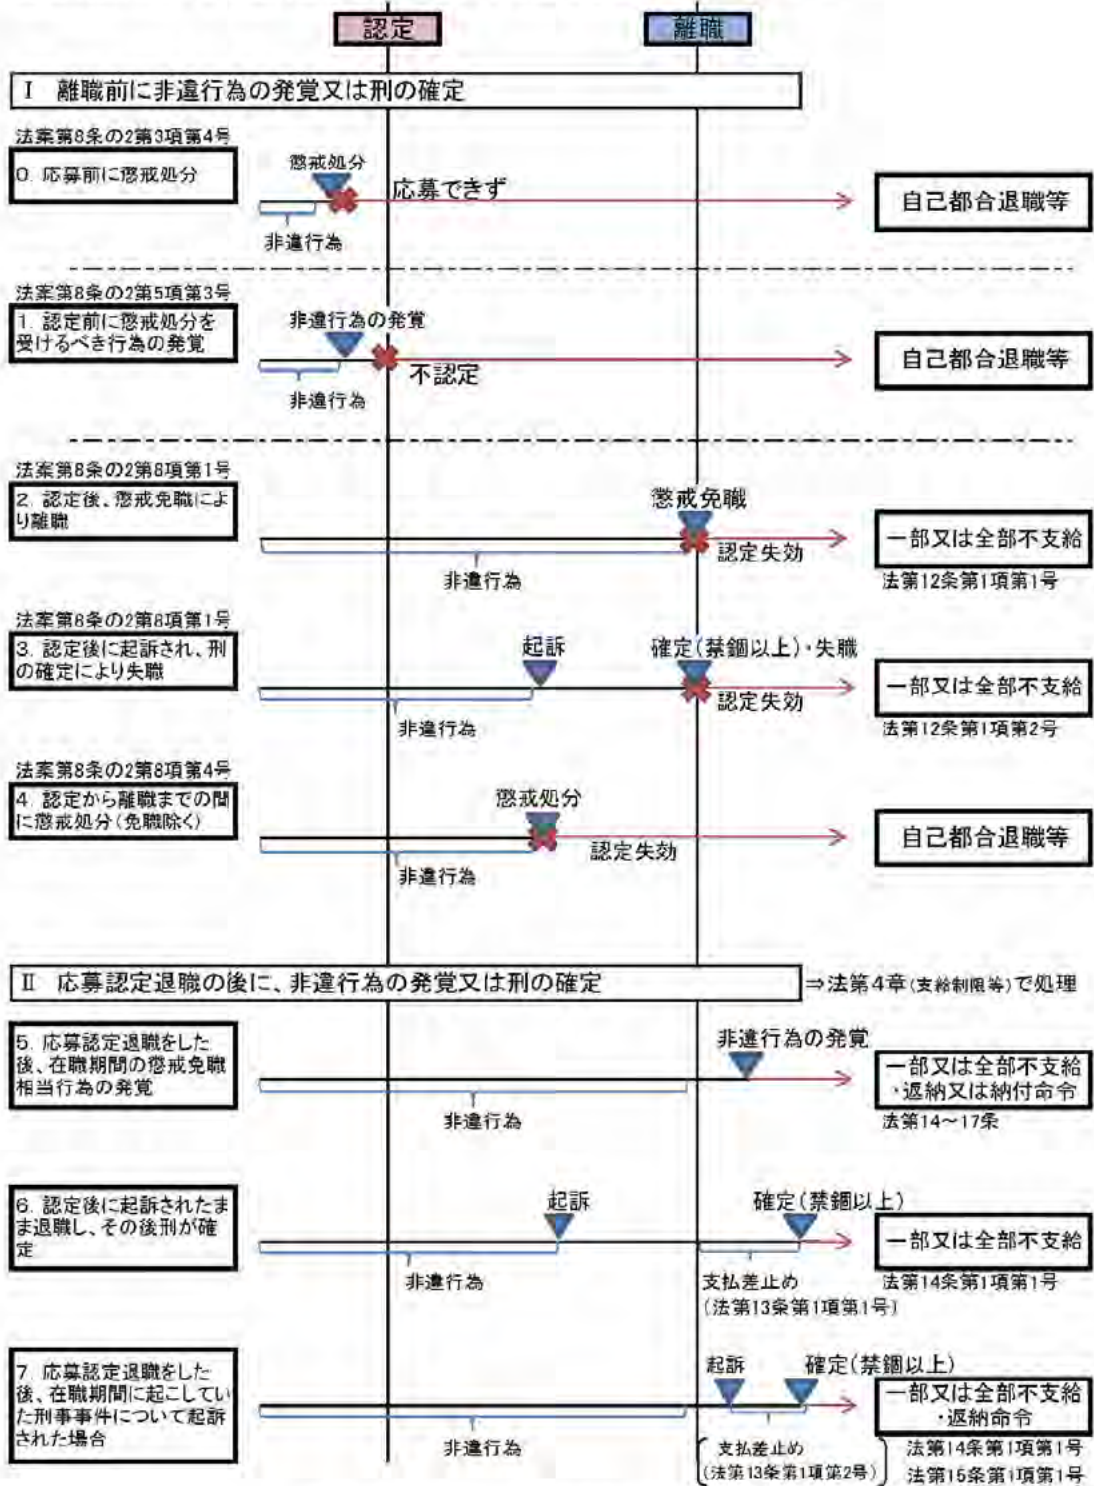 認定
離職
Ⅰ 離職前に非違行為の発覚又は刑の確定
法案第8条の2第3項第4号
0. 応募前に懲戒処分
懲戒処分
応募できず
非違行為
自己都合退職等
法案第8条の2第5項第3号
1. 認定前に懲戒処分を
受けるべき行為の発覚
非違行為の発覚
不認定
非違行為
自己都合退職等
法案第8条の2第8項第1号
2. 認定後、懲戒免職によ
り離職
懲戒免職
認定失効
非違行為
一部又は全部不支給
法第12条第1項第1号
法案第8条の2第8項第1号
3. 認定後に起訴され、刑
の確定により失職
起訴
確定(禁錮以上)・失職
認定失効
非違行為
一部又は全部不支給
法第12条第1項第2号
法案第8条の2第8項第4号
4. 認定から離職までの間
に懲戒処分(免職除く)
懲戒処分
認定失効
非違行為
自己都合退職等
Ⅱ 応募認定退職の後に、非違行為の発覚又は刑の確定
⇒法第4章(支給制限等)で処理
5. 応募認定退職をした
後、在職期間の懲戒免職
相当行為の発覚
非違行為の発覚
非違行為
一部又は全部不支給
・返納又は納付命令
法第14~17条
6. 認定後に起訴されたま
ま退職し、その後刑が確
定
起訴
確定(禁錮以上)
非違行為
支払差止め
(法第13条第1項第1号)
一部又は全部不支給
法第14条第1項第1号
7. 応募認定退職をした
後、在職期間に起こしてい
た刑事事件について起訴
された場合
起訴
確定(禁錮以上)
非違行為
支払差止め
(法第13条第1項第2号)
一部又は全部不支給
・返納命令
法第14条第1項第1号
法第15条第1項第1号